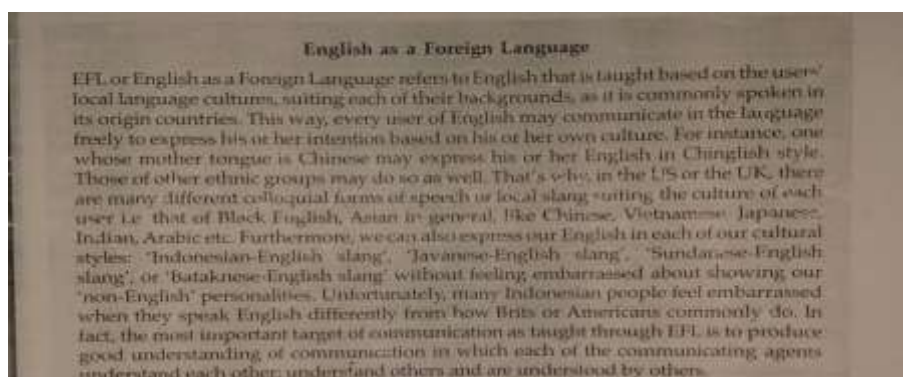 English as a Foreign Language
EFL or English as a Foreign Language refers to English that is taught based on the users'
local language cultures, suiting each of their backgrounds, as it is commonly spoken in
its origin countries. This way, every user of English may communicate in the language
freely to express his or her intention based on his or her own culture. For instance, one
whose mother tongue is Chinese may express his or her English in Chinglish style.
Those of other ethnic groups may do so as well. That's why, in the US or the UK, there
are many different colloquial forms of speech or local slang suiting the culture of each
user i.e that of Black English, Asian in general, like Chinese, Vietnamese Japanese,
Indian, Arabic etc. Furthermore, we can also express our English in each of our cultural
styles: 'Indonesian-English slang', 'Javanese-English slang', 'Sundanese-English
slang', or 'Bataknese-English slang' without feeling embarrassed about showing our
'non-English' personalities. Unfortunately, many Indonesian people feel embarrassed
when they speak English differently from how Brits or Americans commonly do. In
fact, the most important target of communication as taught through EFL is to produce
good understanding of communication in which each of the communicating agents
understand each other; understand others and are understood by others.